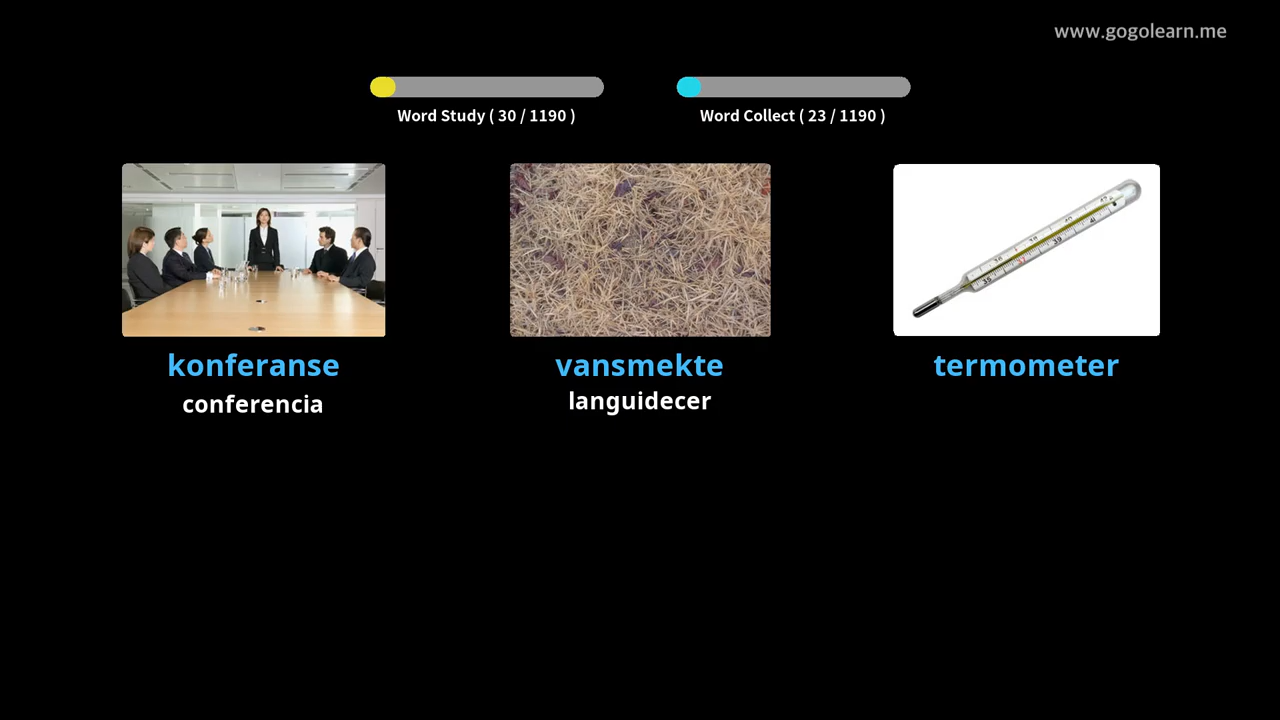 www.gogolearn.me
Word Study ( 30 / 1190 )
Word Collect ( 23 / 1190 )
konferanse
vansmekte
termometer
conferencia
languidecer